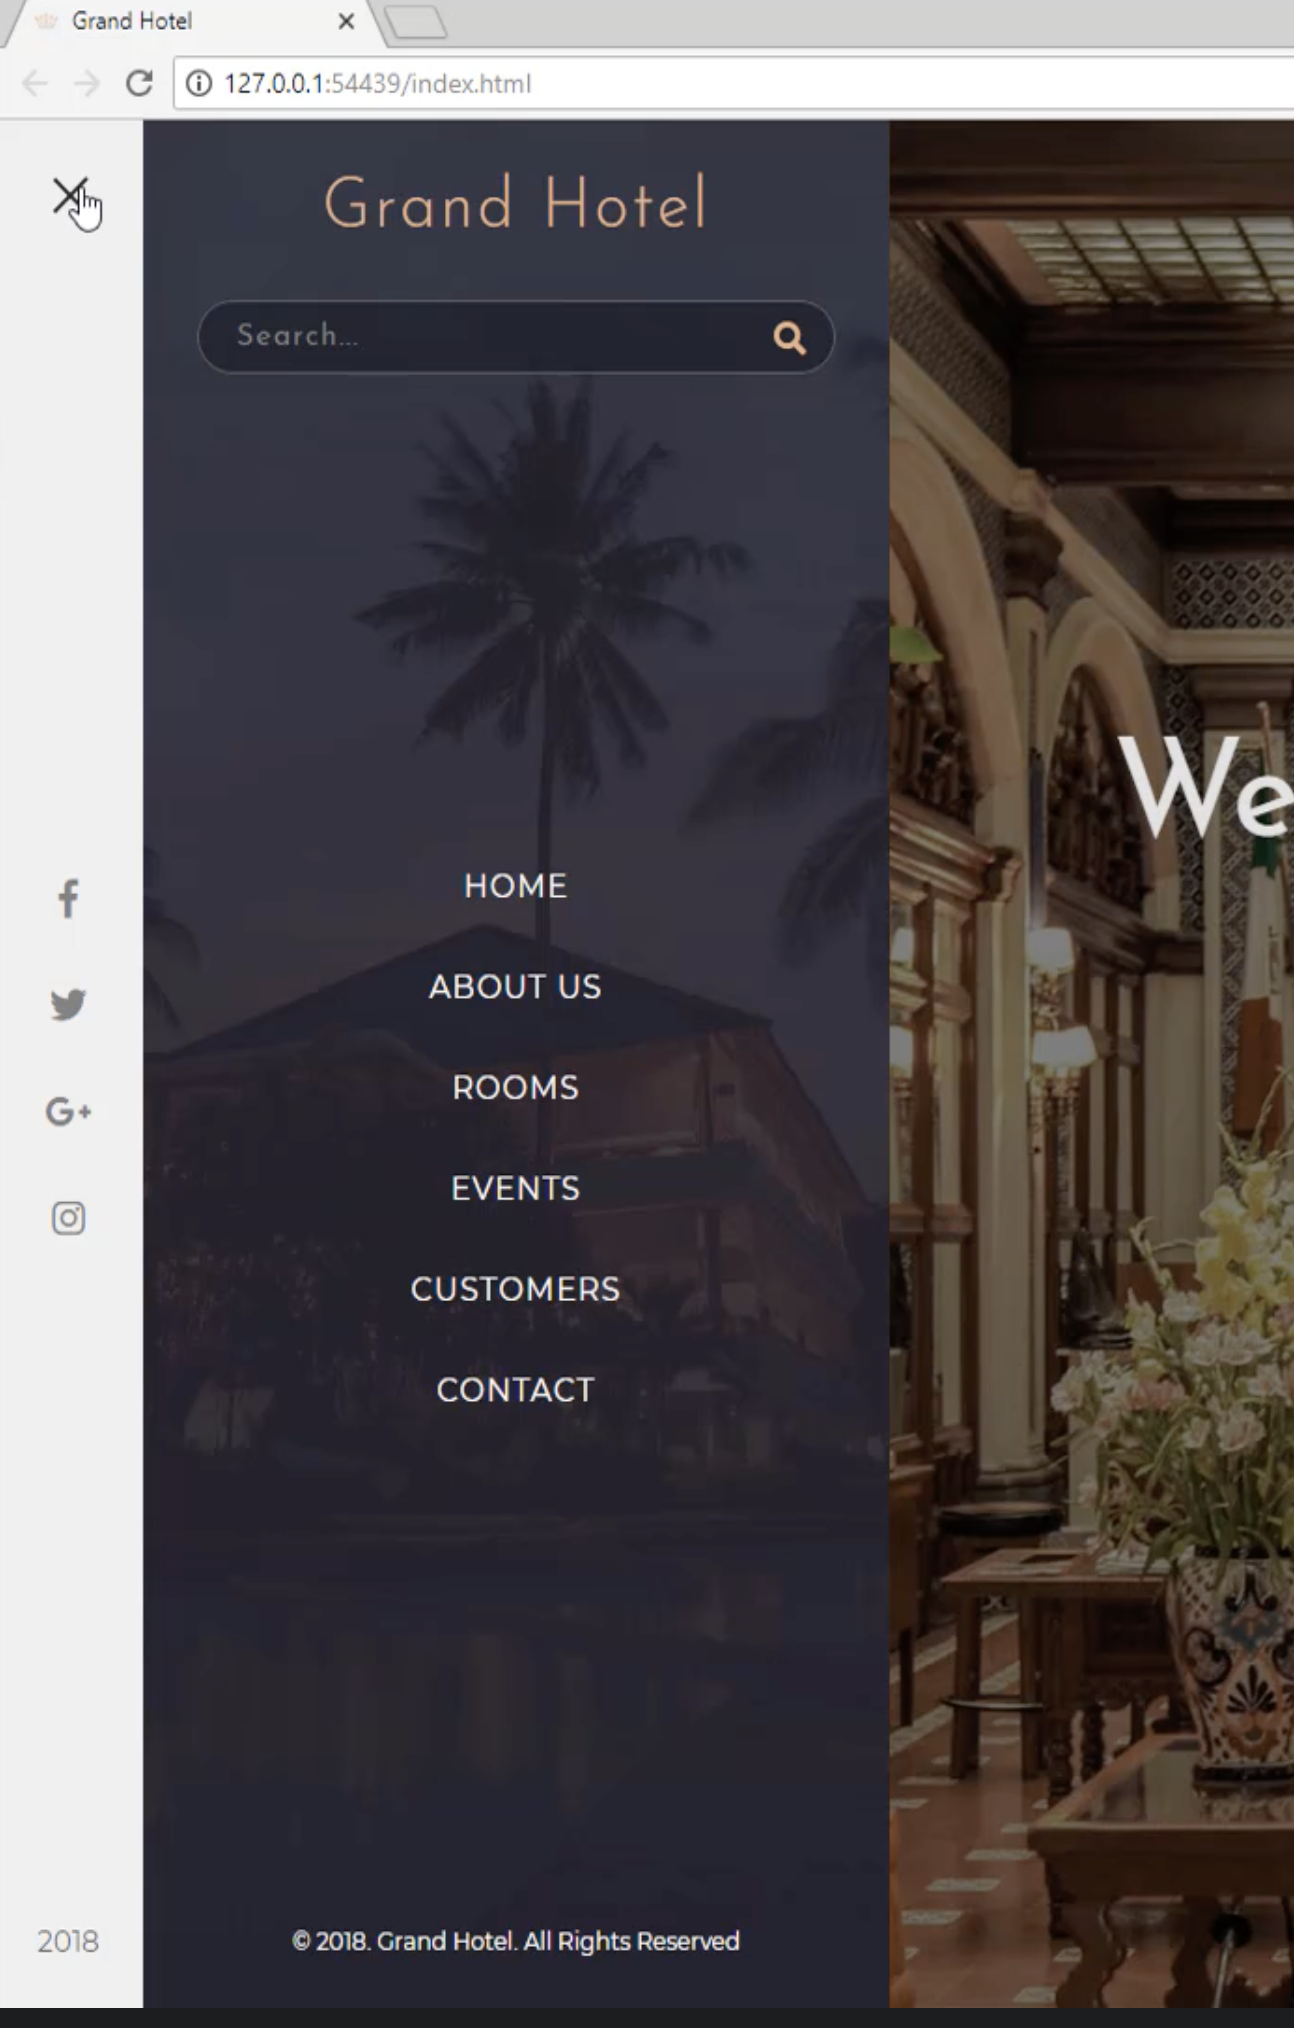 Grand Hotel
127.0.0.1:54439/index.html
Grand Hotel
Search...
We
HOME
ABOUT US
ROOMS
G+
EVENTS
CUSTOMERS
CONTACT
2018
© 2018. Grand Hotel. All Rights Reserved